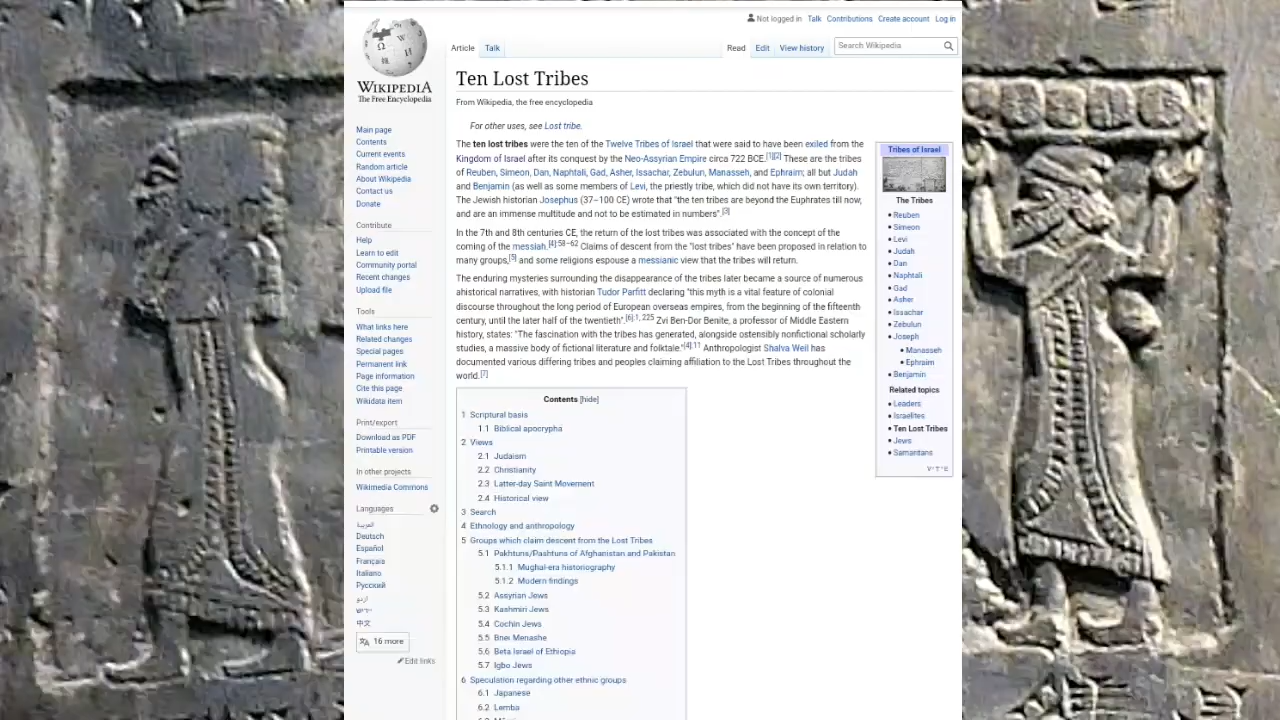 Not logged in Talk Contributions Create account Log in
Article Talk Read Edit View history Search Wikipedia
WIKIPEDIA
The Free Encyclopedia
Main page
Contents
Current events
Random article
About Wikipedia
Contact us
Donate
Contribute
Help
Learn to edit
Community portal
Recent changes
Upload file
Tools
What links here
Related changes
Special pages
Permanent link
Page information
Cite this page
Wikidata item
Print/export
Download as PDF
Printable version
In other projects
Wikimedia Commons
Languages
العربية
Deutsch
Español
Français
Italiano
Русский
اردو
中文
16 more
Edit links
Ten Lost Tribes
From Wikipedia, the free encyclopedia
For other uses, see Lost tribe.
The ten lost tribes were the ten of the Twelve Tribes of Israel that were said to have been exiled from the
Kingdom of Israel after its conquest by the Neo-Assyrian Empire circa 722 BCE.[1][2] These are the tribes
of Reuben, Simeon, Dan, Naphtali, Gad, Asher, Issachar, Zebulun, Manasseh, and Ephraim; all but Judah
and Benjamin (as well as some members of Levi, the priestly tribe, which did not have its own territory).
The Jewish historian Josephus (37–100 CE) wrote that "the ten tribes are beyond the Euphrates till now,
and are an immense multitude and not to be estimated in numbers".[3]
In the 7th and 8th centuries CE, the return of the lost tribes was associated with the concept of the
coming of the messiah.[4]:58–62 Claims of descent from the "lost tribes" have been proposed in relation to
many groups,[5] and some religions espouse a messianic view that the tribes will return.
The enduring mysteries surrounding the disappearance of the tribes later became a source of numerous
ahistorical narratives, with historian Tudor Parfitt declaring "this myth is a vital feature of colonial
discourse throughout the long period of European overseas empires, from the beginning of the fifteenth
century, until the later half of the twentieth".[6]:1, 225 Zvi Ben-Dor Benite, a professor of Middle Eastern
history, states: "The fascination with the tribes has generated, alongside ostensibly nonfictional scholarly
studies, a massive body of fictional literature and folktale."[4]:11 Anthropologist Shalva Weil has
documented various differing tribes and peoples claiming affiliation to the Lost Tribes throughout the
world.[7]
Contents [hide]
1 Scriptural basis
1.1 Biblical apocrypha
2 Views
2.1 Judaism
2.2 Christianity
2.3 Latter-day Saint Movement
2.4 Historical view
3 Search
4 Ethnology and anthropology
5 Groups which claim descent from the Lost Tribes
5.1 Pakhtuns/Pashtuns of Afghanistan and Pakistan
5.1.1 Mughal-era historiography
5.1.2 Modern findings
5.2 Assyrian Jews
5.3 Kashmiri Jews
5.4 Cochin Jews
5.5 Bnei Menashe
5.6 Beta Israel of Ethiopia
5.7 Igbo Jews
6 Speculation regarding other ethnic groups
6.1 Japanese
6.2 Lemba
Tribes of Israel
The Tribes
Reuben
Simeon
Levi
Judah
Dan
Naphtali
Gad
Asher
Issachar
Zebulun
Joseph
Manasseh
Ephraim
Benjamin
Related topics
Leaders
Israelites
Ten Lost Tribes
Jews
Samaritans
V · T · E